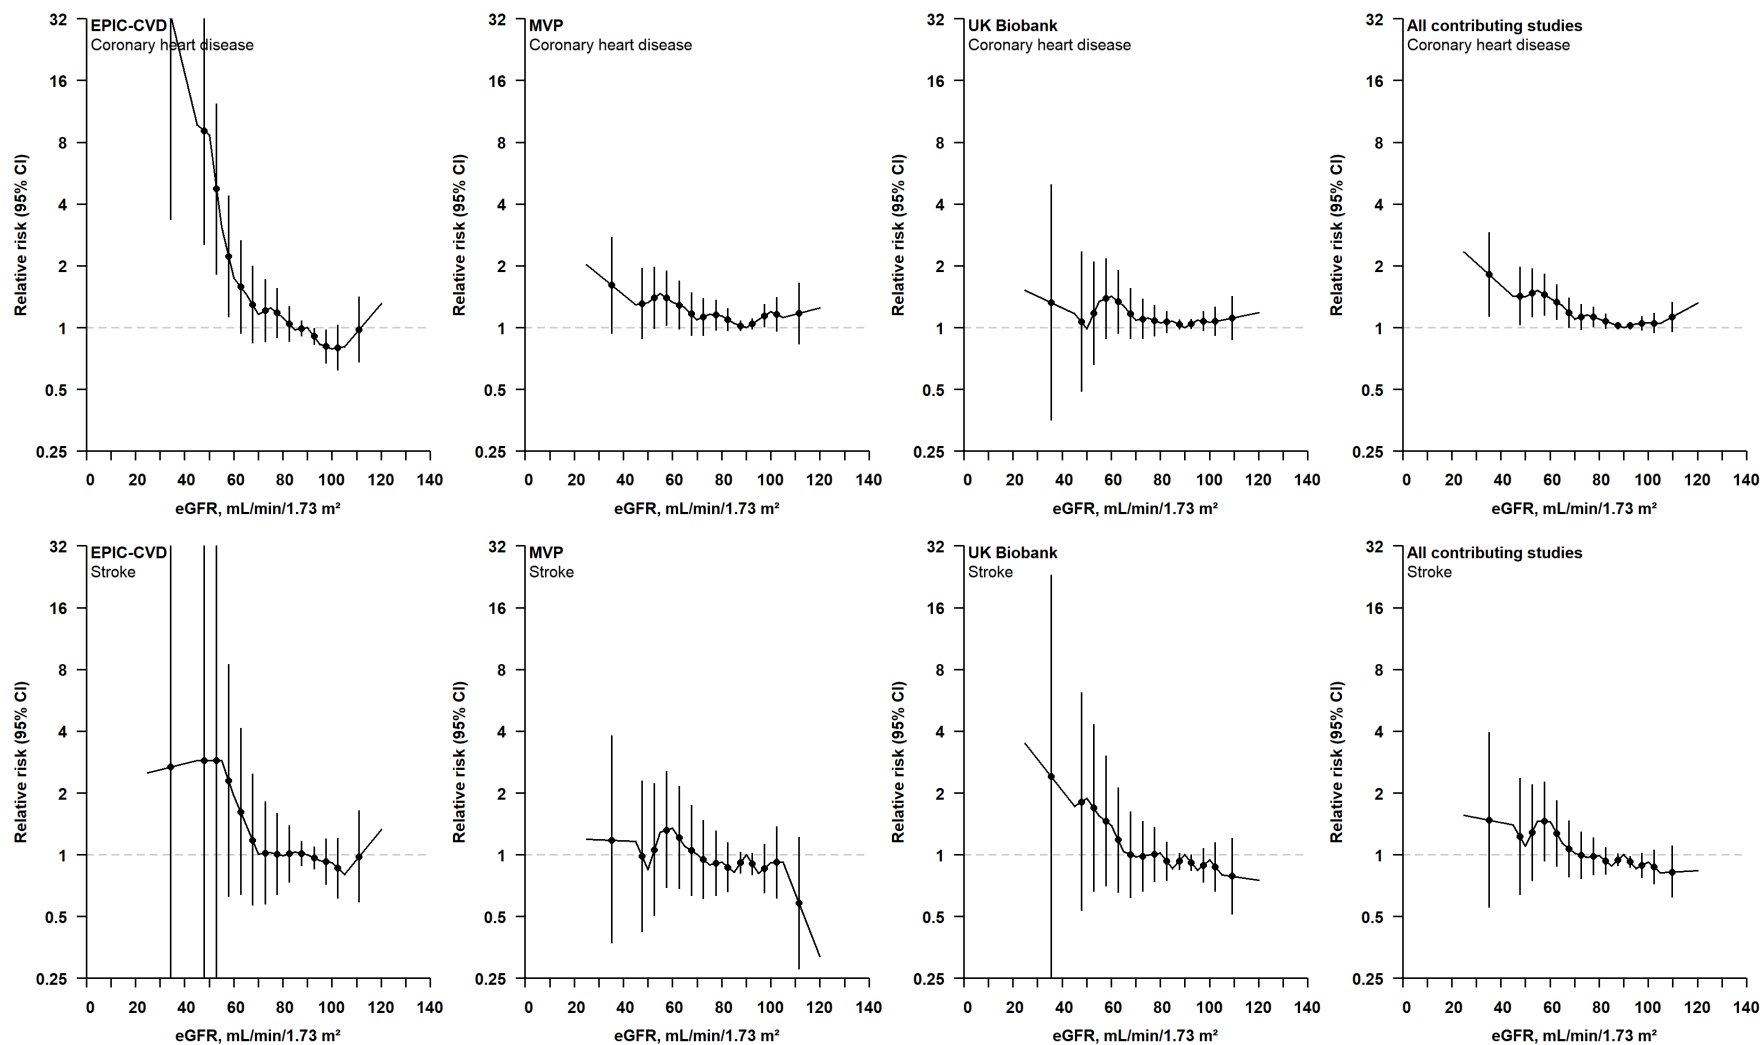 EPIC-CVD
Coronary heart disease
32
16
8
4
2
1
0.5
0.25
Relative risk (95% CI)
0 20 40 60 80 100 120 140
eGFR, mL/min/1.73 m²
MVP
Coronary heart disease
32
16
8
4
2
1
0.5
0.25
Relative risk (95% CI)
0 20 40 60 80 100 120 140
eGFR, mL/min/1.73 m²
UK Biobank
Coronary heart disease
32
16
8
4
2
1
0.5
0.25
Relative risk (95% CI)
0 20 40 60 80 100 120 140
eGFR, mL/min/1.73 m²
All contributing studies
Coronary heart disease
32
16
8
4
2
1
0.5
0.25
Relative risk (95% CI)
0 20 40 60 80 100 120 140
eGFR, mL/min/1.73 m²
EPIC-CVD
Stroke
32
16
8
4
2
1
0.5
0.25
Relative risk (95% CI)
0 20 40 60 80 100 120 140
eGFR, mL/min/1.73 m²
MVP
Stroke
32
16
8
4
2
1
0.5
0.25
Relative risk (95% CI)
0 20 40 60 80 100 120 140
eGFR, mL/min/1.73 m²
UK Biobank
Stroke
32
16
8
4
2
1
0.5
0.25
Relative risk (95% CI)
0 20 40 60 80 100 120 140
eGFR, mL/min/1.73 m²
All contributing studies
Stroke
32
16
8
4
2
1
0.5
0.25
Relative risk (95% CI)
0 20 40 60 80 100 120 140
eGFR, mL/min/1.73 m²